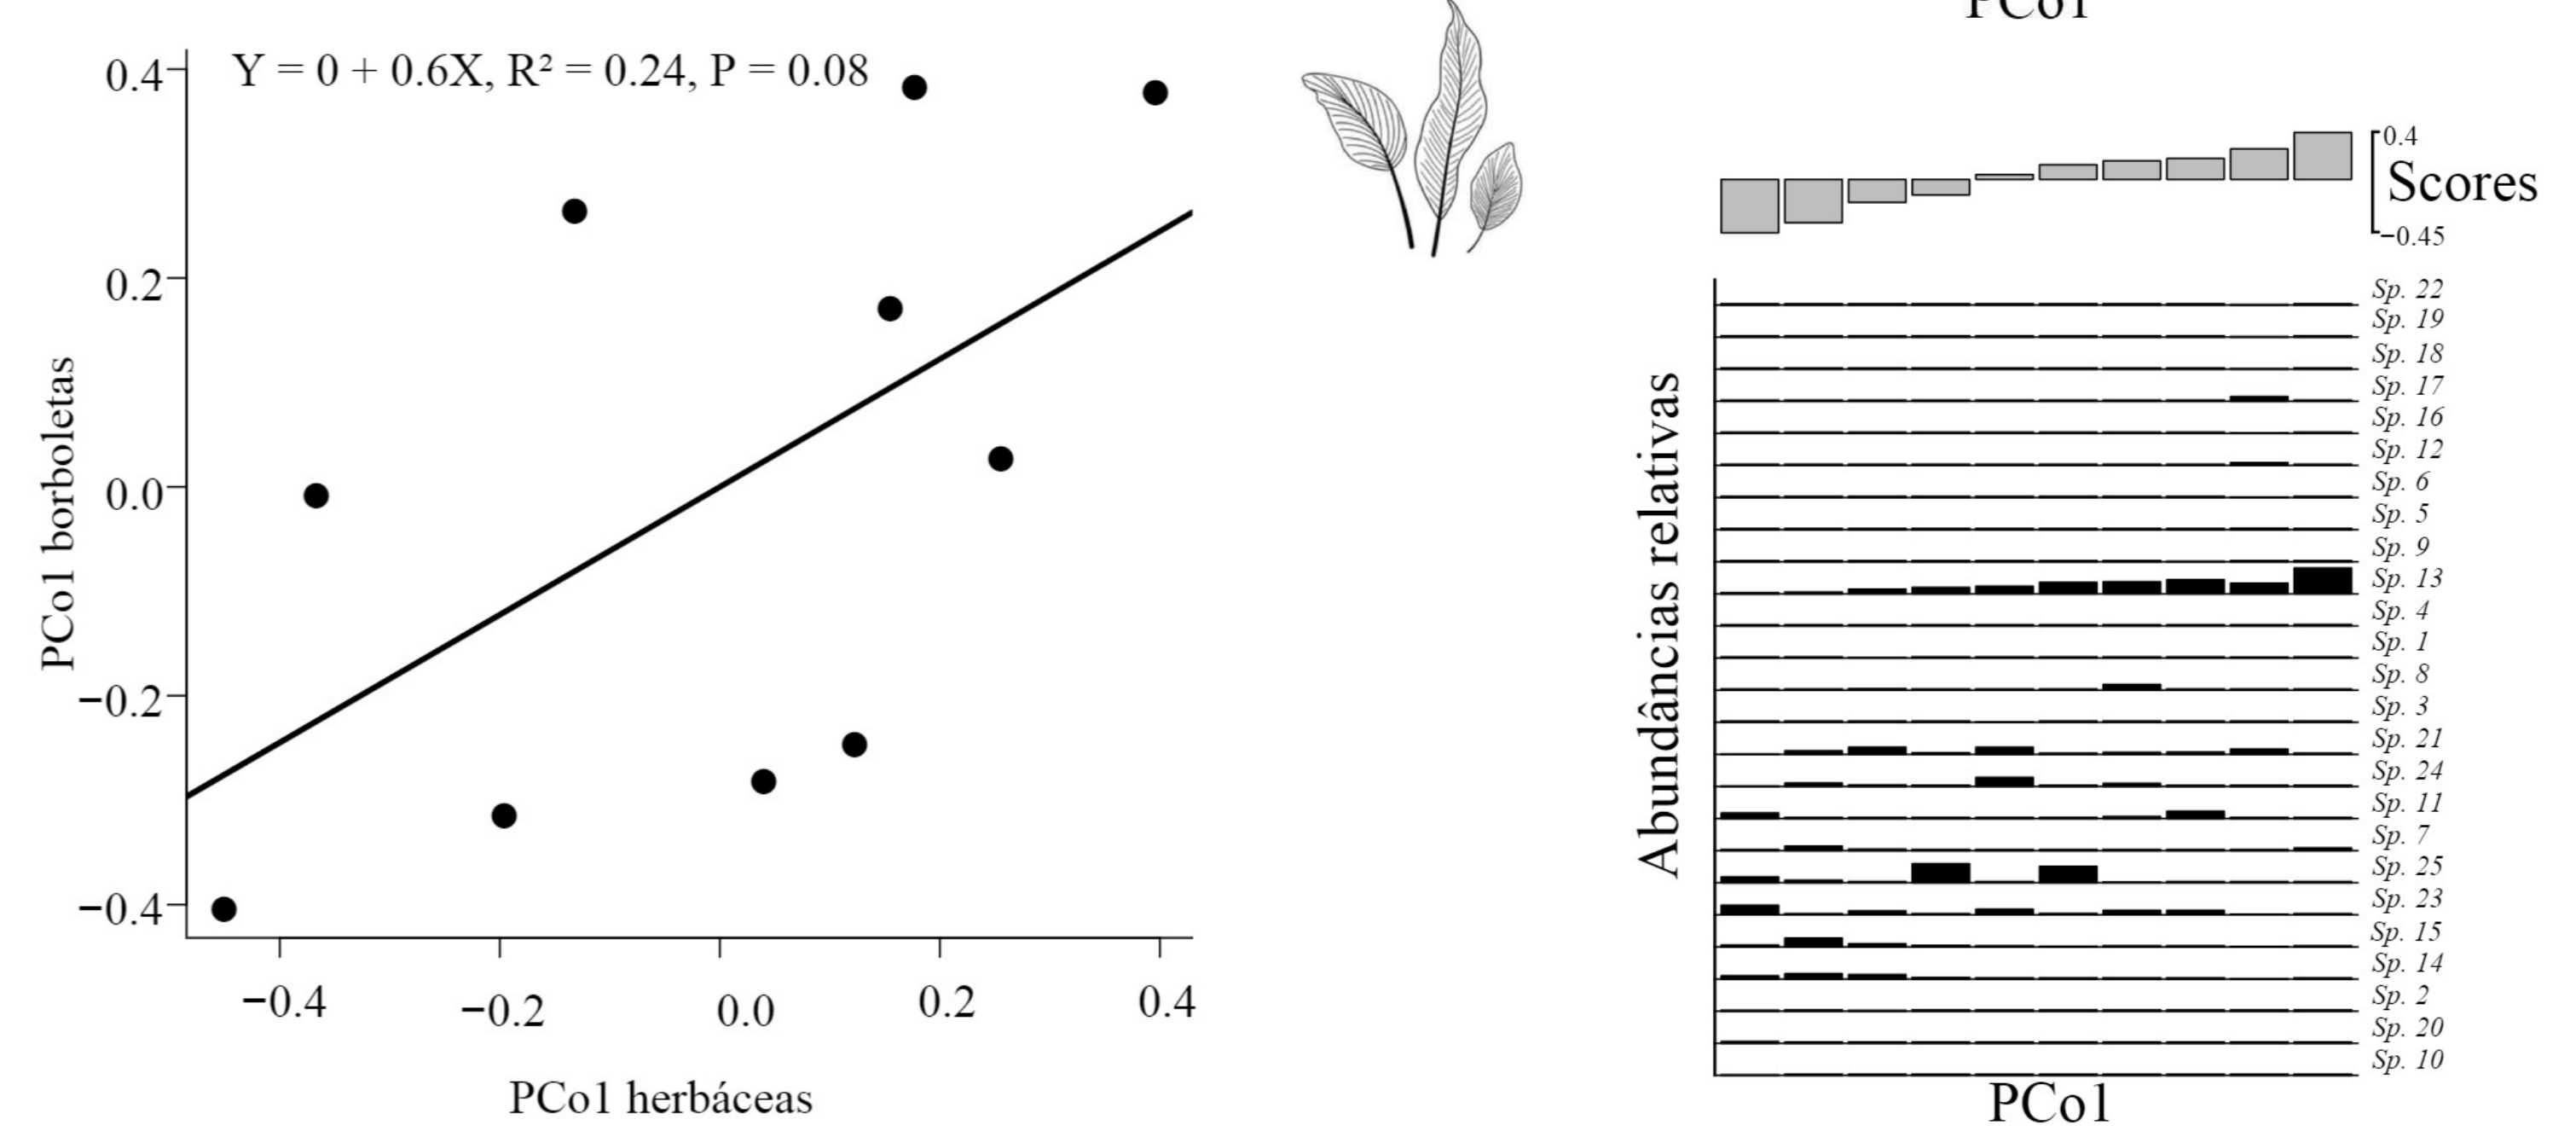 PCo1
Y = 0 + 0.6X, R² = 0.24, P = 0.08
0.4
0.2
0.0
−0.2
−0.4
PCo1 borboletas
−0.4
−0.2
0.0
0.2
0.4
PCo1 herbáceas
0.4
Scores
−0.45
Abundâncias relativas
Sp. 22
Sp. 19
Sp. 18
Sp. 17
Sp. 16
Sp. 12
Sp. 6
Sp. 5
Sp. 9
Sp. 13
Sp. 4
Sp. 1
Sp. 8
Sp. 3
Sp. 21
Sp. 24
Sp. 11
Sp. 7
Sp. 25
Sp. 23
Sp. 15
Sp. 14
Sp. 2
Sp. 20
Sp. 10
PCo1